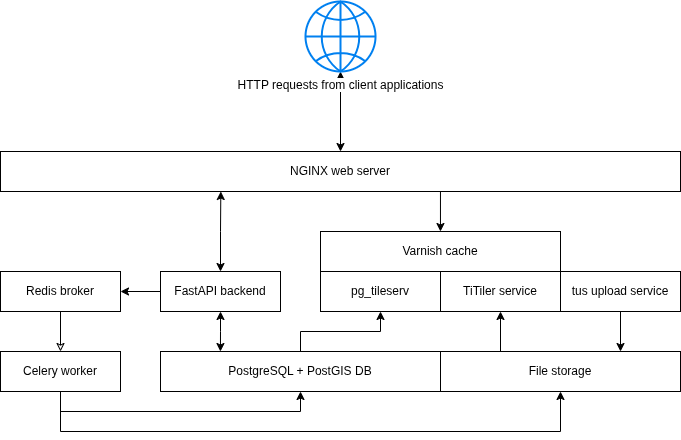 HTTP requests from client applications
NGINX web server
Varnish cache
Redis broker
FastAPI backend
pg_tileserv
TiTiler service
tus upload service
Celery worker
PostgreSQL + PostGIS DB
File storage